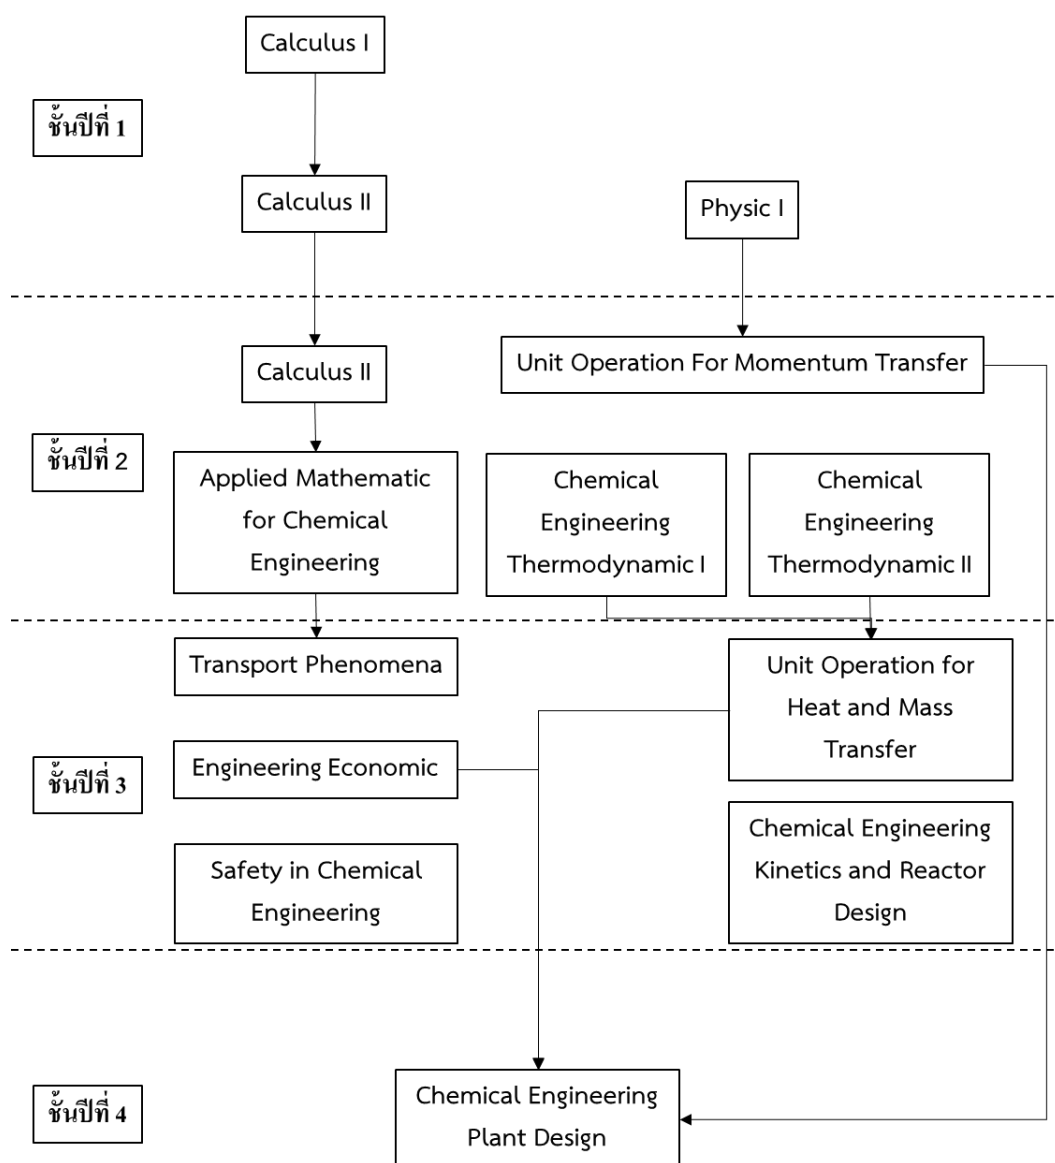 Calculus I
ชั้นปีที่ 1
Calculus II
Physic I
Unit Operation For Momentum Transfer
Calculus II
ชั้นปีที่ 2
Applied Mathematic
for Chemical
Engineering
Chemical
Engineering
Thermodynamic I
Chemical
Engineering
Thermodynamic II
Transport Phenomena
Unit Operation for
Heat and Mass
Transfer
ชั้นปีที่ 3
Engineering Economic
Safety in Chemical
Engineering
Chemical Engineering
Kinetics and Reactor
Design
ชั้นปีที่ 4
Chemical Engineering
Plant Design